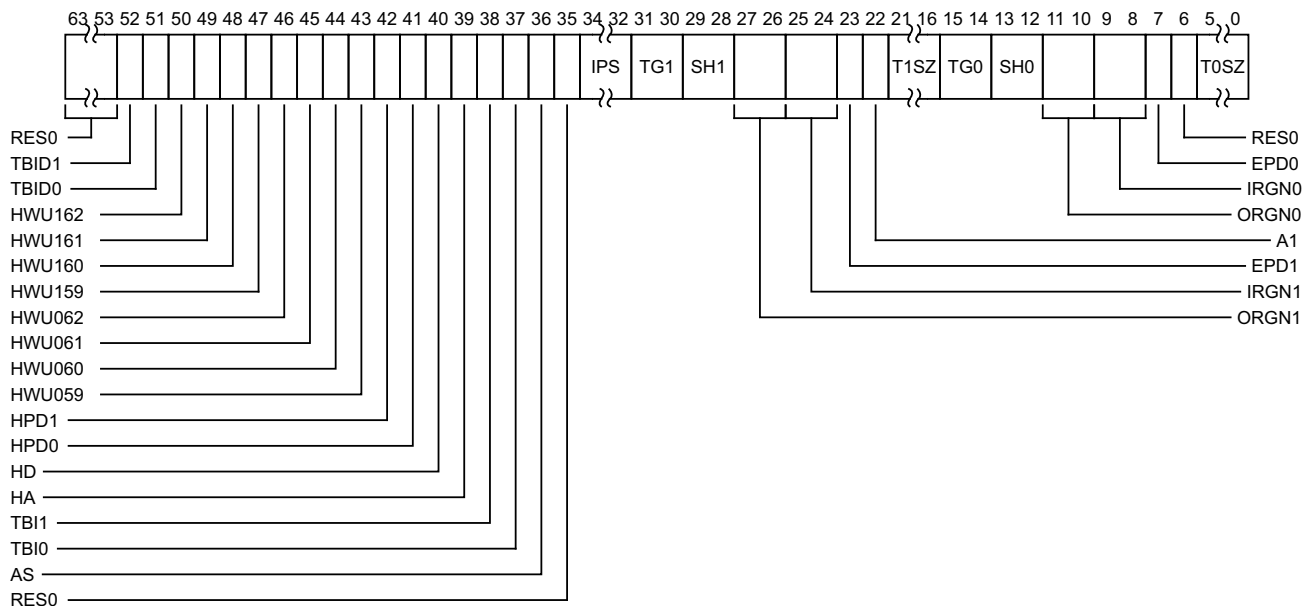 63 53 52 51 50 49 48 47 46 45 44 43 42 41 40 39 38 37 36 35 34 32 31 30 29 28 27 26 25 24 23 22 21 16 15 14 13 12 11 10 9 8 7 6 5 0
IPS TG1 SH1 T1SZ TG0 SH0 T0SZ
RES0 RES0
TBID1 EPD0
TBID0 IRGN0
HWU162 ORGN0
HWU161 A1
HWU160 EPD1
HWU159 IRGN1
HWU062 ORGN1
HWU061
HWU060
HWU059
HPD1
HPD0
HD
HA
TBI1
TBI0
AS
RES0